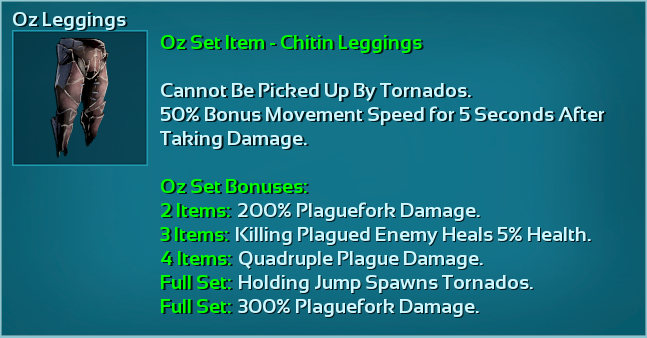 Oz Leggings
Oz Set Item - Chitin Leggings
Cannot Be Picked Up By Tornados.
50% Bonus Movement Speed for 5 Seconds After
Taking Damage.
Oz Set Bonuses:
2 Items: 200% Plaguefork Damage.
3 Items: Killing Plagued Enemy Heals 5% Health.
4 Items: Quadruple Plague Damage.
Full Set: Holding Jump Spawns Tornados.
Full Set: 300% Plaguefork Damage.